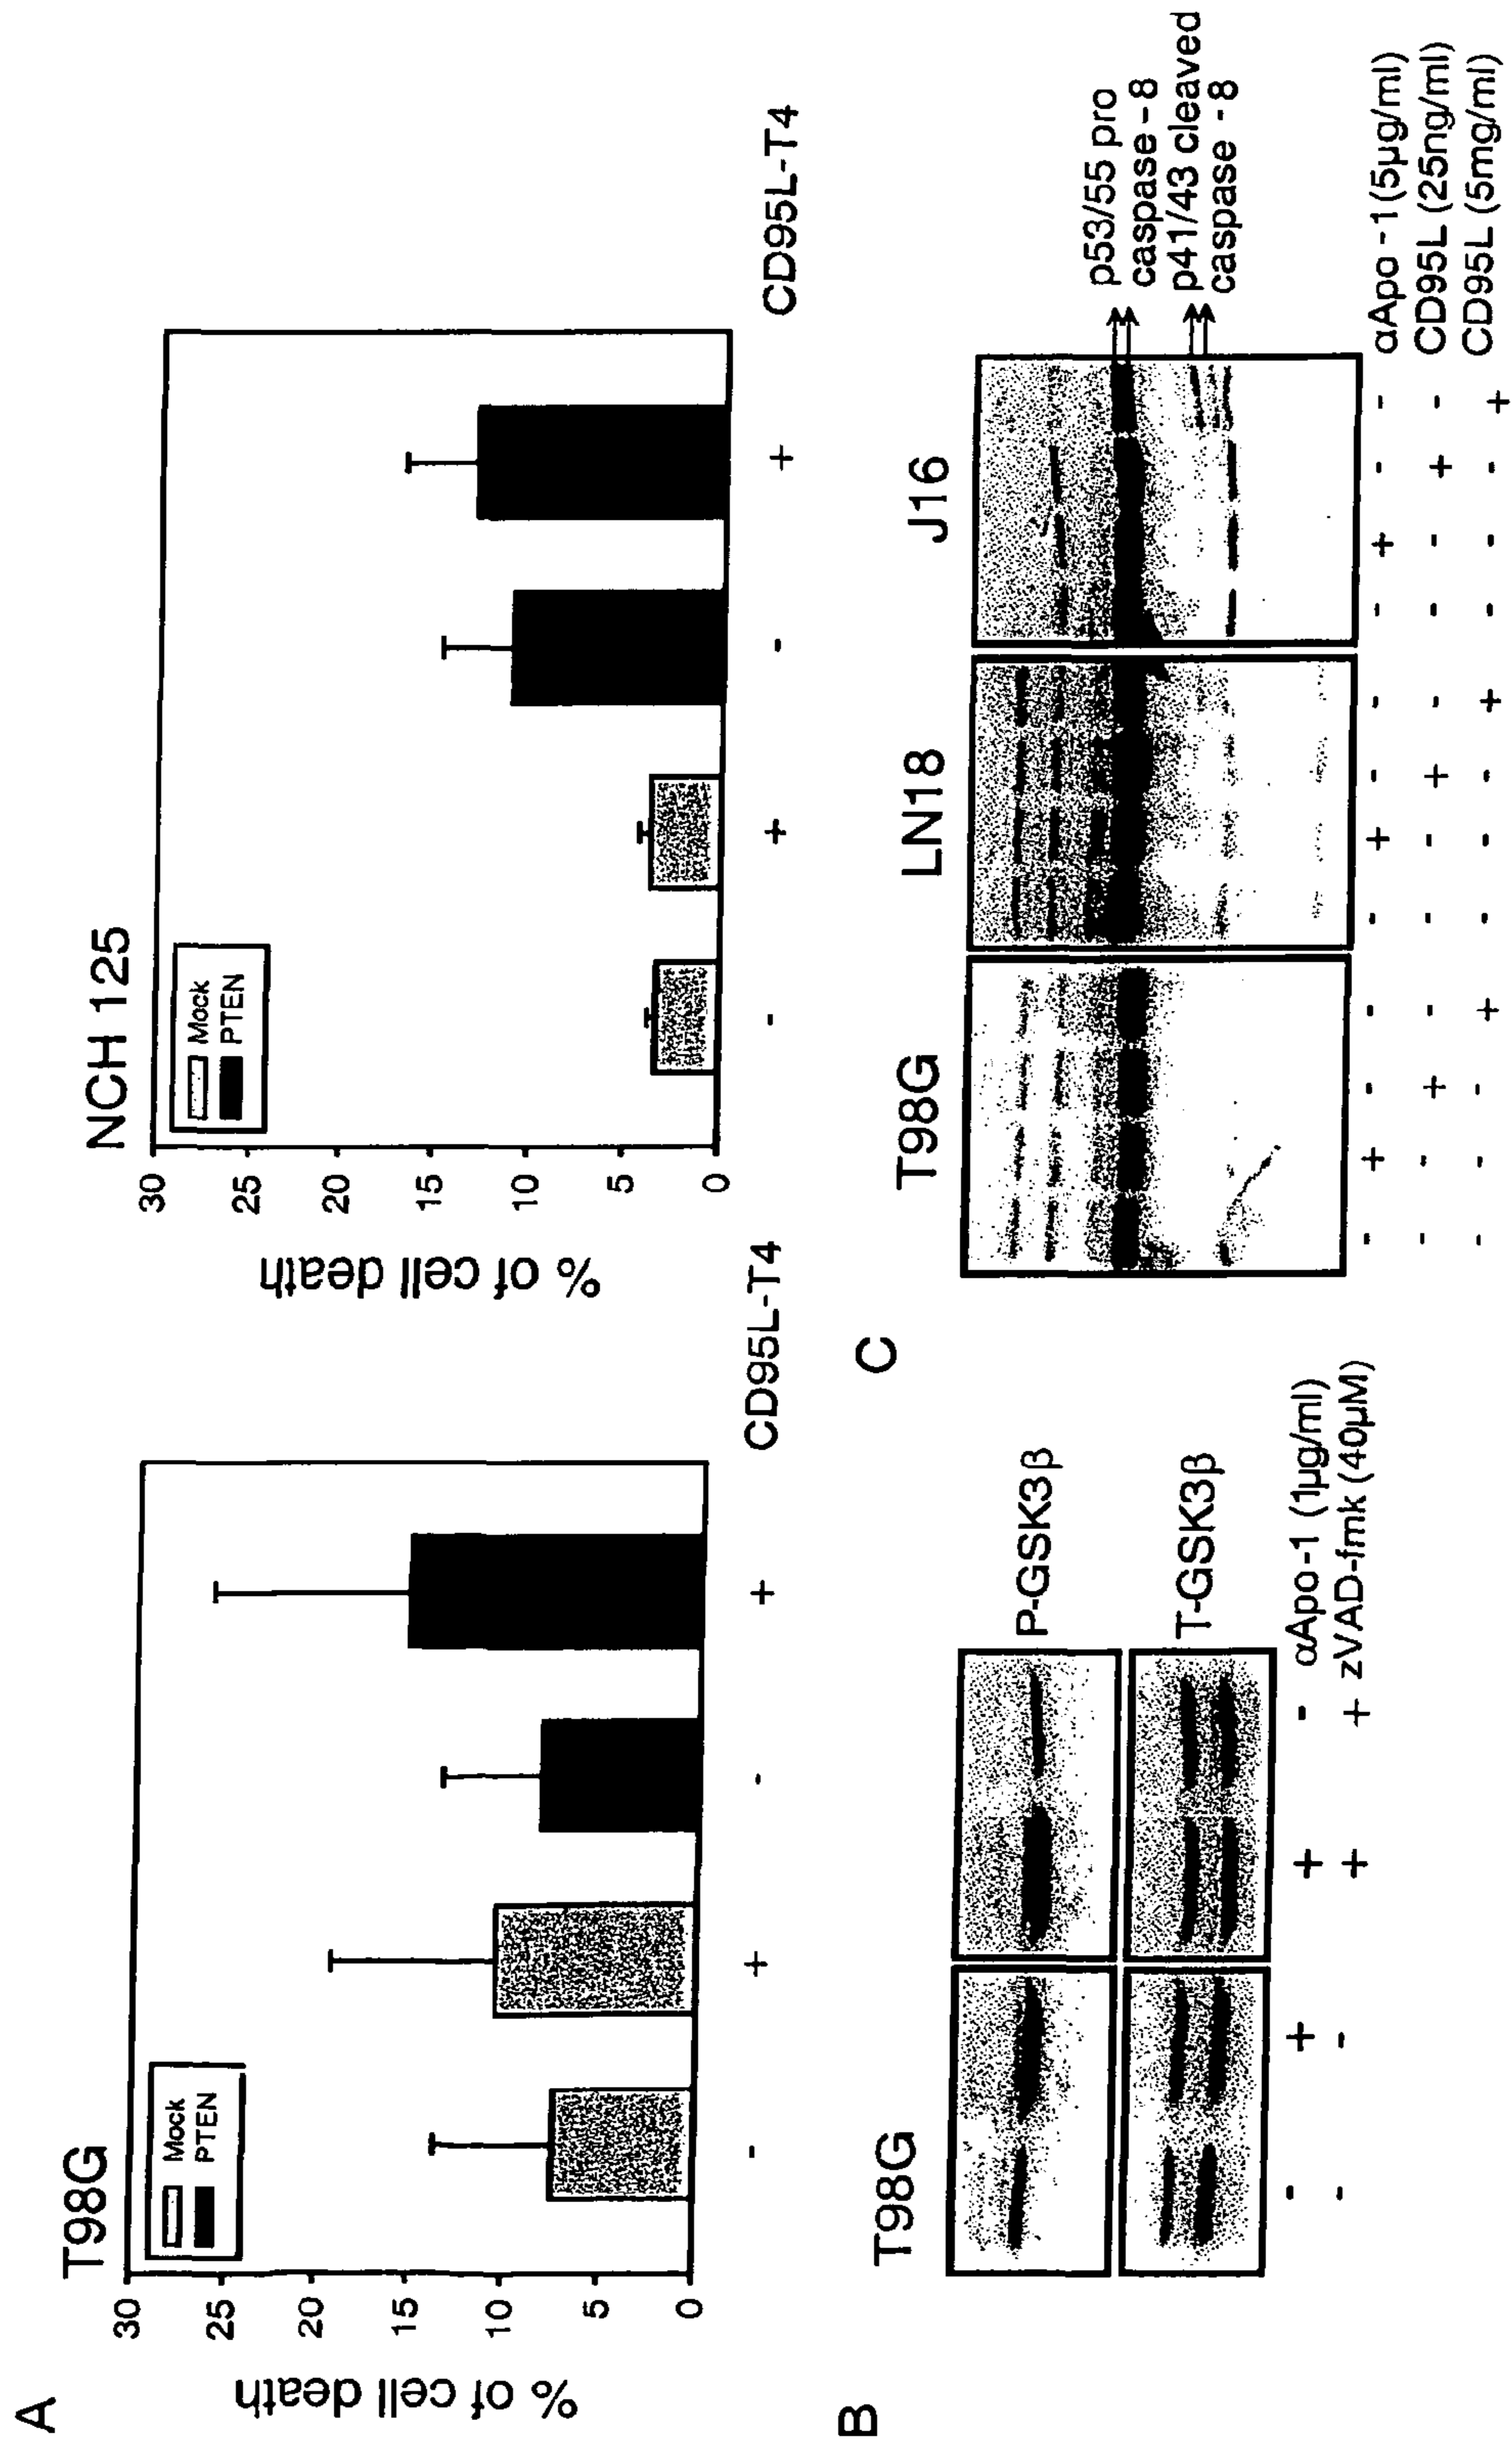 A
T98G
Mock
PTEN
% of cell death
30
25
20
15
10
5
0
- + - + CD95L-T4
NCH 125
Mock
PTEN
% of cell death
30
25
20
15
10
5
0
- + - + CD95L-T4
B
T98G
P-GSK3β
T-GSK3β
- + + - αApo-1 (1µg/ml)
- - + + zVAD-fmk (40µM)
C
T98G LN18 J16
p53/55 pro
caspase - 8
p41/43 cleaved
caspase - 8
- + - - - + - - - + - - αApo -1(5µg/ml)
- - + - - - + - - - + - CD95L (25ng/ml)
- - - + - - - + - - - + CD95L (5mg/ml)